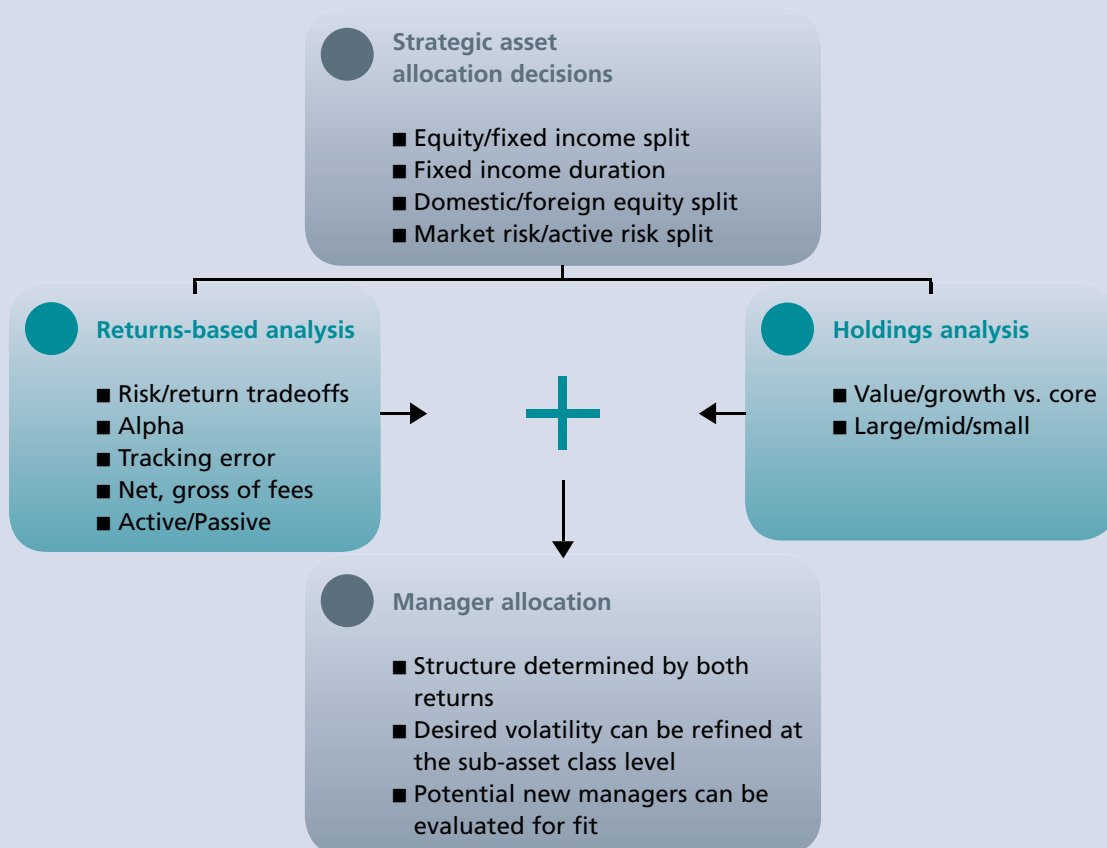 Strategic asset
allocation decisions
■ Equity/fixed income split
■ Fixed income duration
■ Domestic/foreign equity split
■ Market risk/active risk split
Returns-based analysis
■ Risk/return tradeoffs
■ Alpha
■ Tracking error
■ Net, gross of fees
■ Active/Passive
Holdings analysis
■ Value/growth vs. core
■ Large/mid/small
Manager allocation
■ Structure determined by both
returns
■ Desired volatility can be refined at
the sub-asset class level
■ Potential new managers can be
evaluated for fit